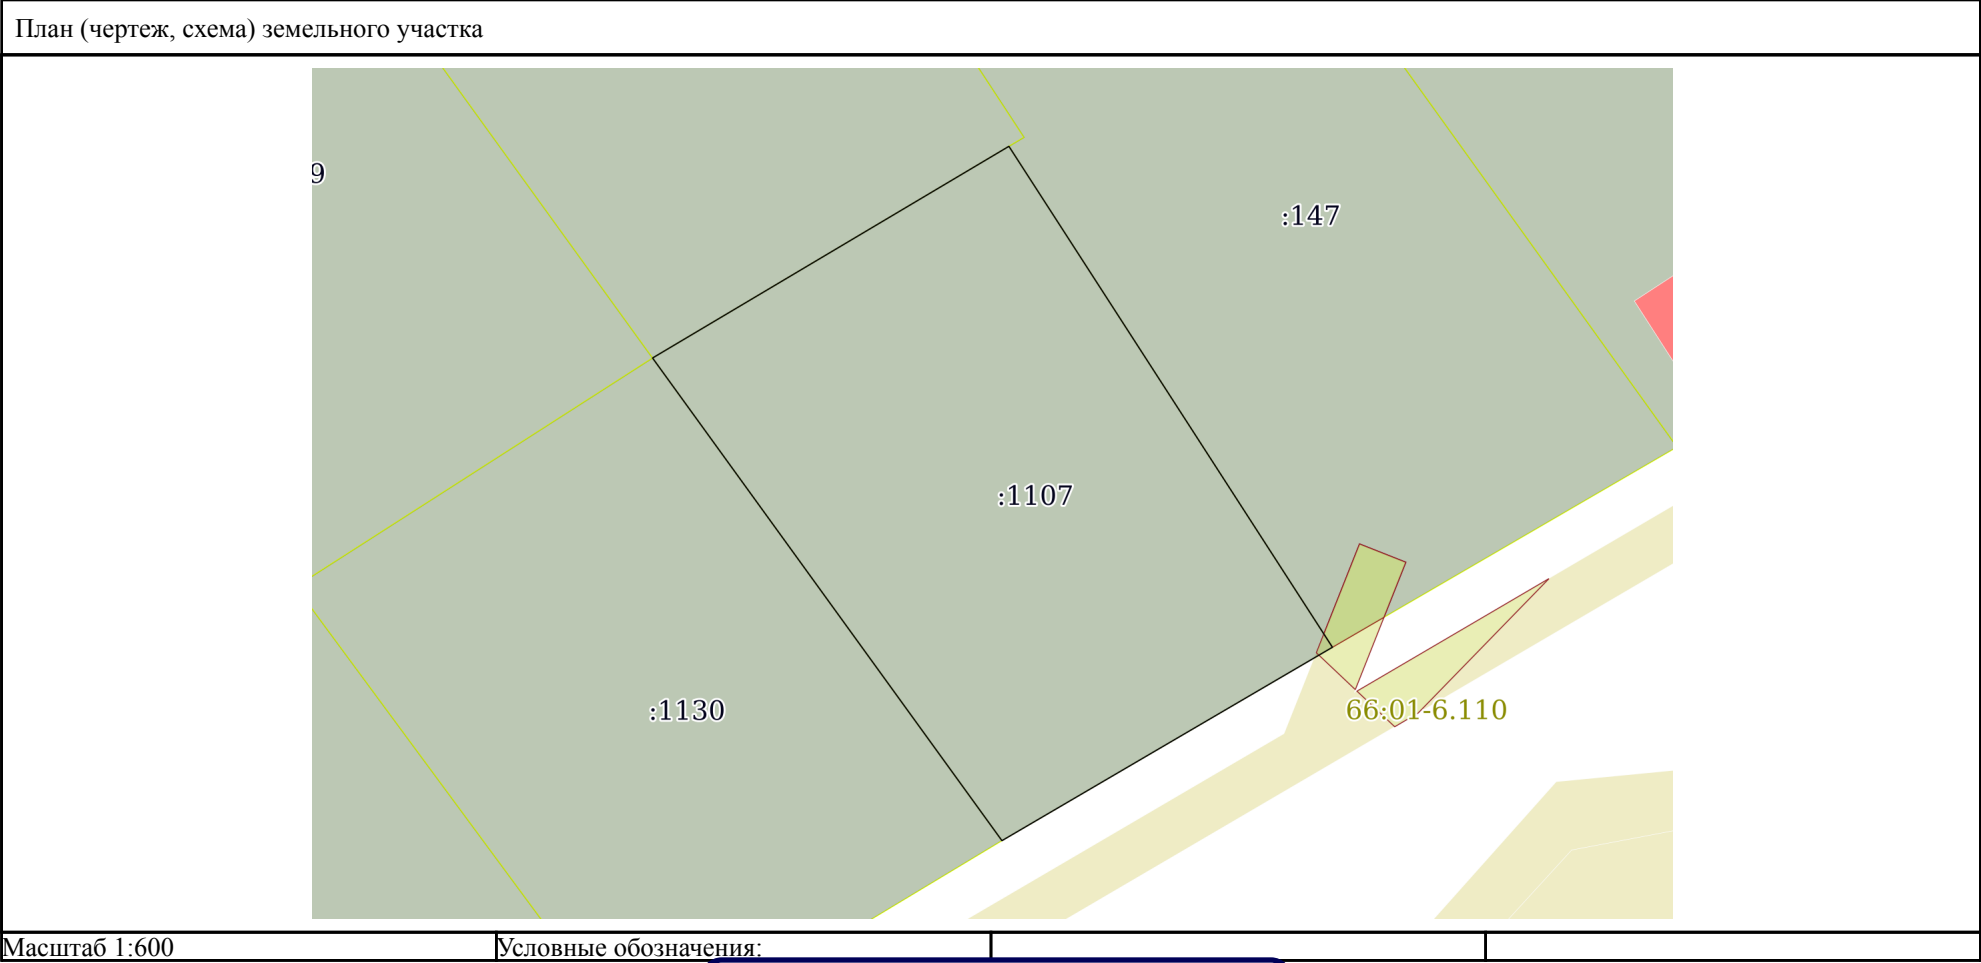 План (чертеж, схема) земельного участка
9
:147
:1107
:1130
66:01-6.110
Масштаб 1:600
Условные обозначения: